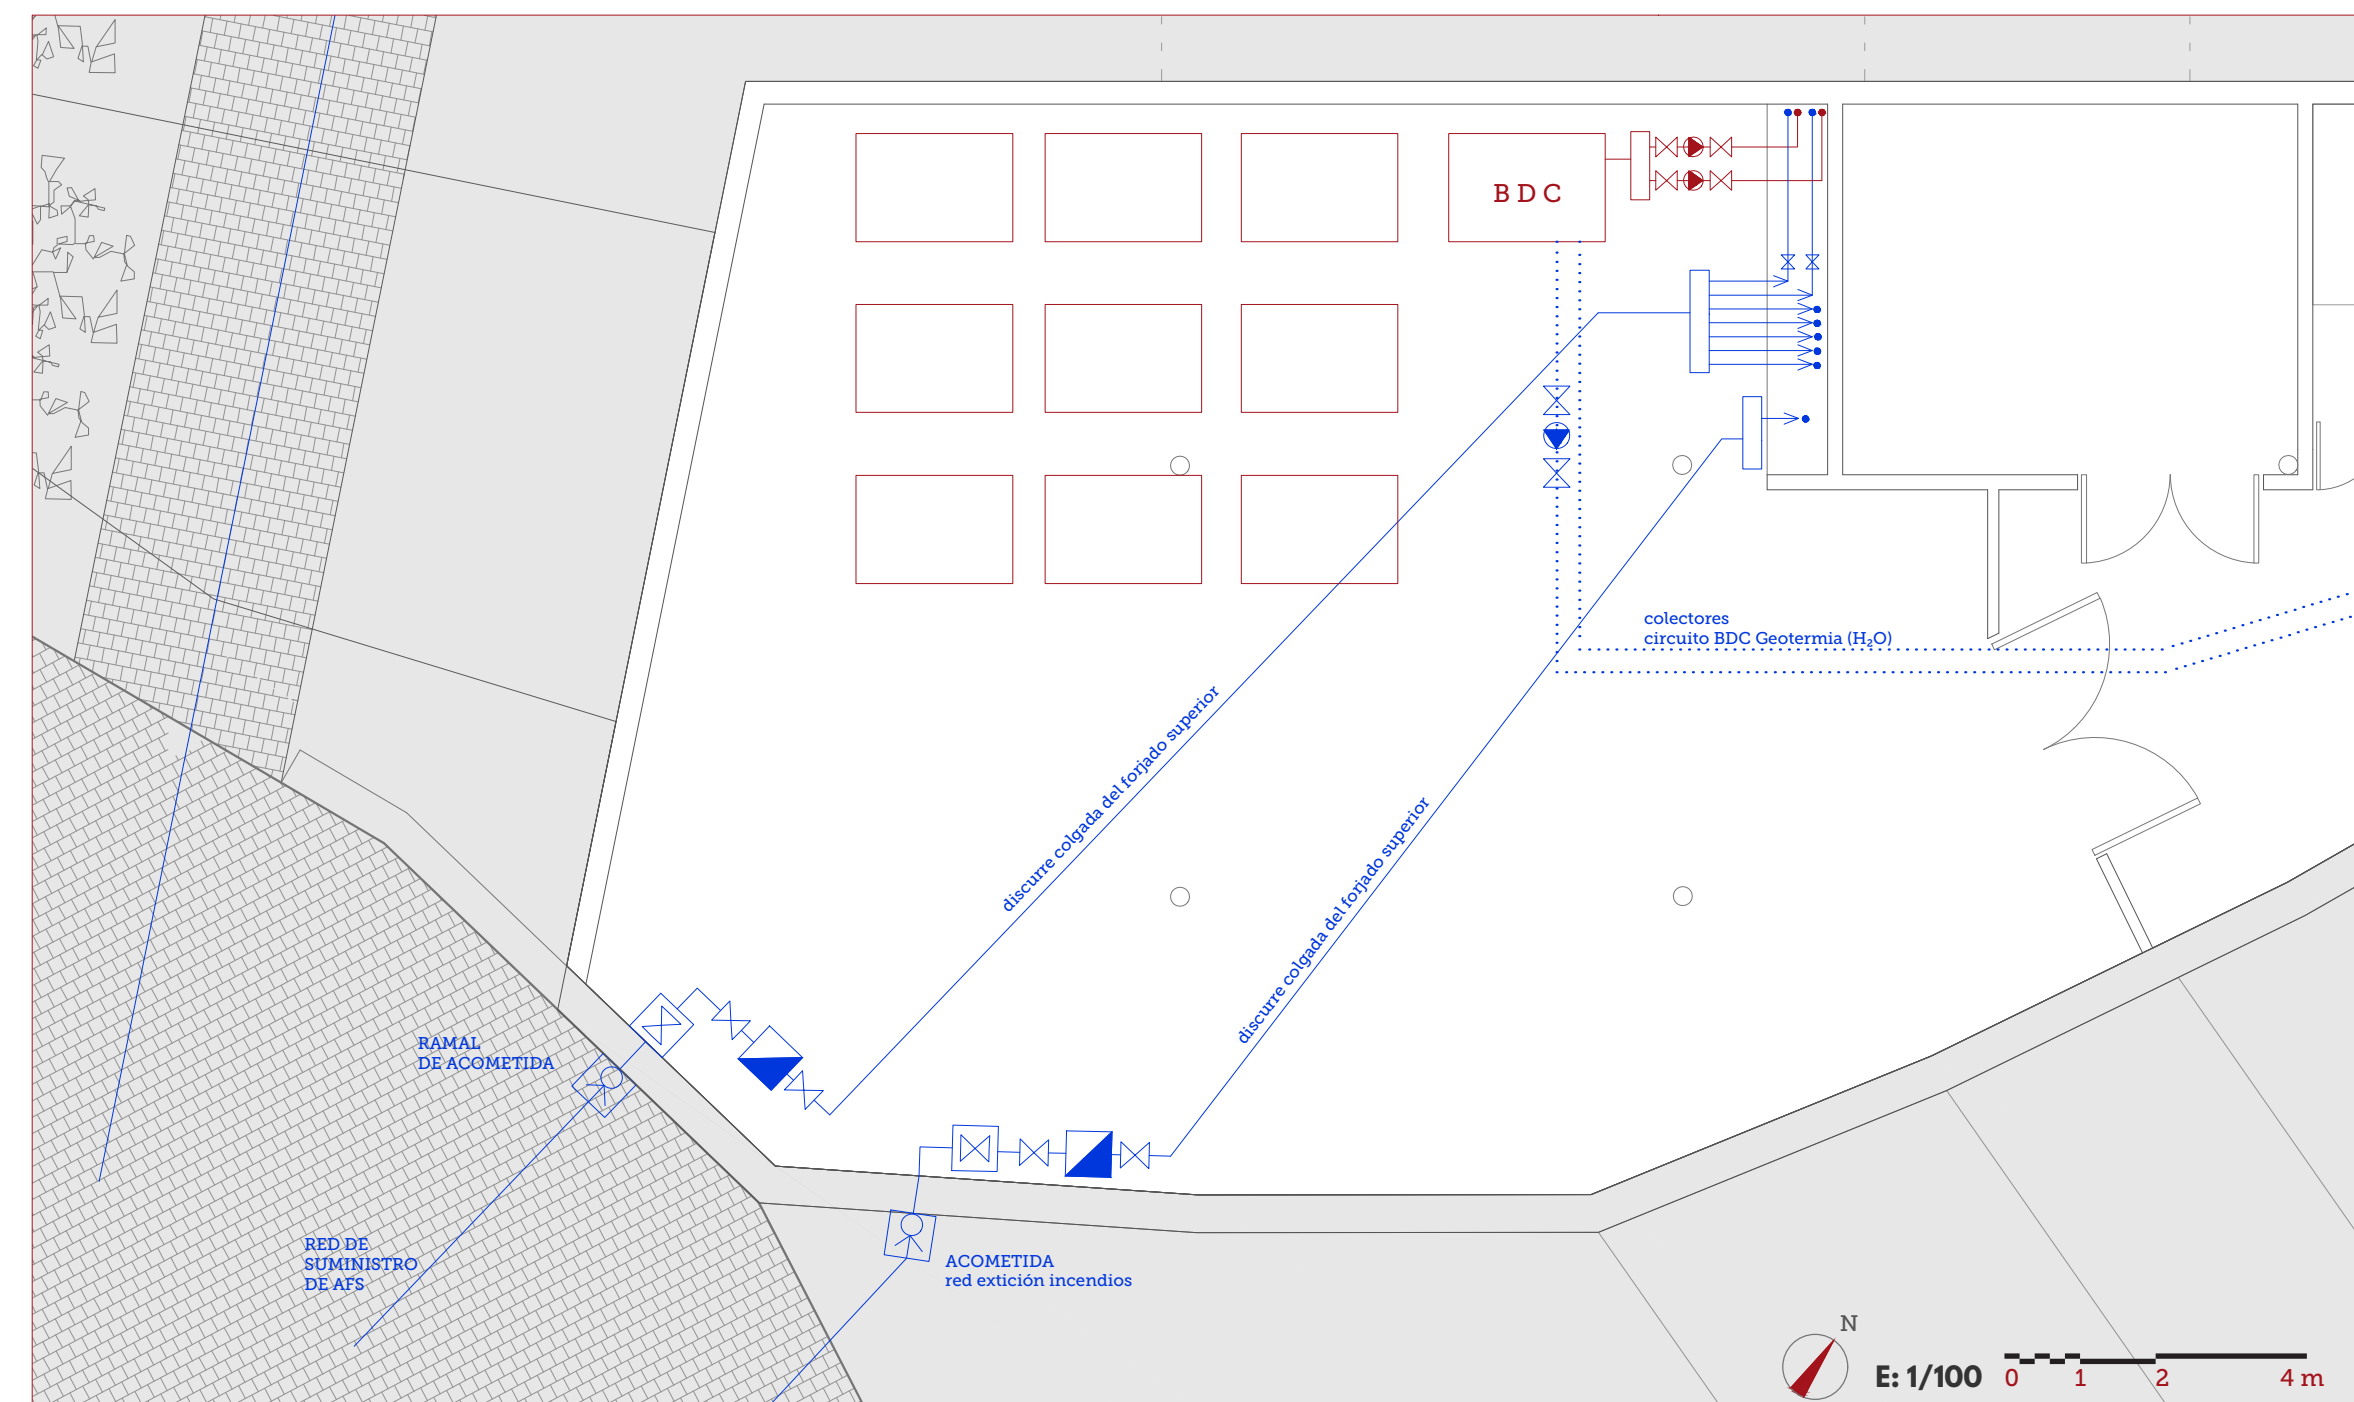 BDC
colectores
circuito BDC Geotermia (H₂O)
discurre colgada del forjado superior
discurre colgada del forjado superior
RAMAL
DE ACOMETIDA
RED DE
SUMINISTRO
DE AFS
ACOMETIDA
red extición incendios
N
E: 1/100
0 1 2 4 m